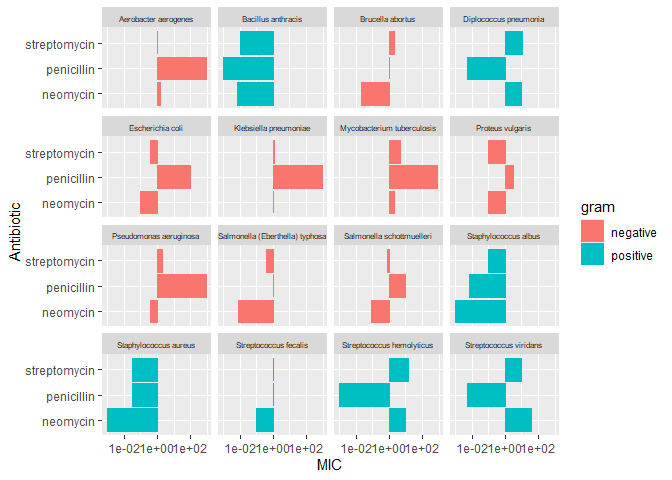 Aerobacter aerogenes Bacillus anthracis Brucella abortus Diplococcus pneumonia
streptomycin
penicillin
neomycin
Escherichia coli Klebsiella pneumoniae Mycobacterium tuberculosis Proteus vulgaris
streptomycin
penicillin
neomycin
Pseudomonas aeruginosa Salmonella (Eberthella) typhosa Salmonella schottmuelleri Staphylococcus albus
streptomycin
penicillin
neomycin
Staphylococcus aureus Streptococcus fecalis Streptococcus hemolyticus Streptococcus viridans
streptomycin
penicillin
neomycin
1e-021e+001e+02 1e-021e+001e+02 1e-021e+001e+02 1e-021e+001e+02
MIC
Antibiotic
gram
negative
positive